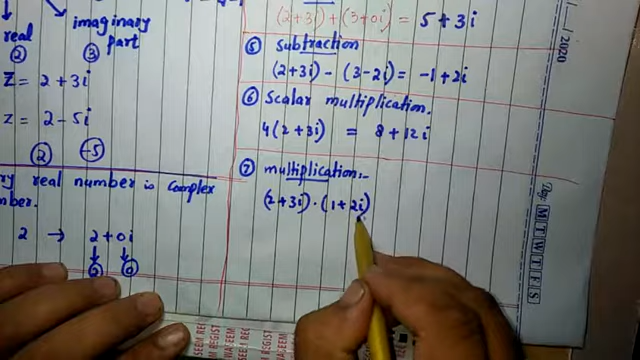 real
imaginary
part
② ③
Z = 2 + 3i
z = 2 - 5i
② -5
real number is complex
2 → 2 + 0i
② ⓪
(2+3i) + (3+0i) = 5 + 3i
⑤ subtraction
(2+3i) - (3-2i) = -1+2i
⑥ Scalar multiplication.
4(2+3i) = 8+12i
⑦ multiplication:-
(2+3i) · (1+2i)
/2020
Day: M T W T F S